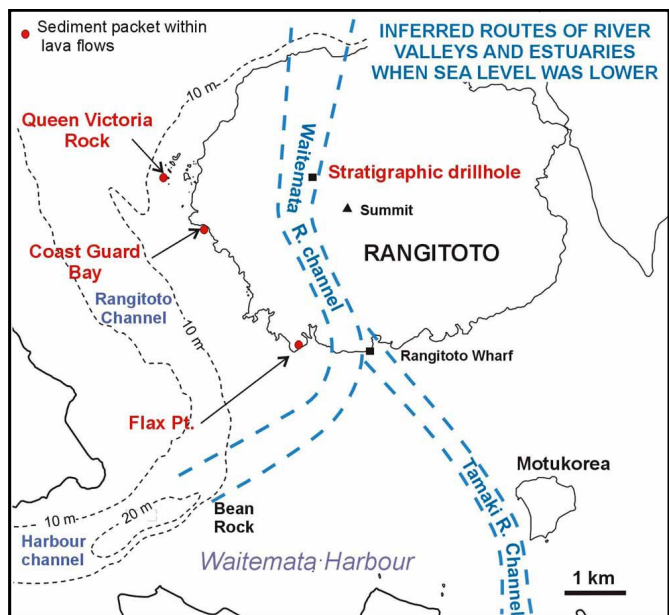 Sediment packet within
lava flows
INFERRED ROUTES OF RIVER
VALLEYS AND ESTUARIES
WHEN SEA LEVEL WAS LOWER
10 m
Queen Victoria
Rock
Waitemata
R. channel
Stratigraphic drillhole
Summit
Coast Guard
Bay
RANGITOTO
Rangitoto
Channel
10 m
Rangitoto Wharf
Flax Pt.
Tamaki R. Channel
Motukorea
10 m
20 m
Bean
Rock
Harbour
channel
Waitemata Harbour
1 km